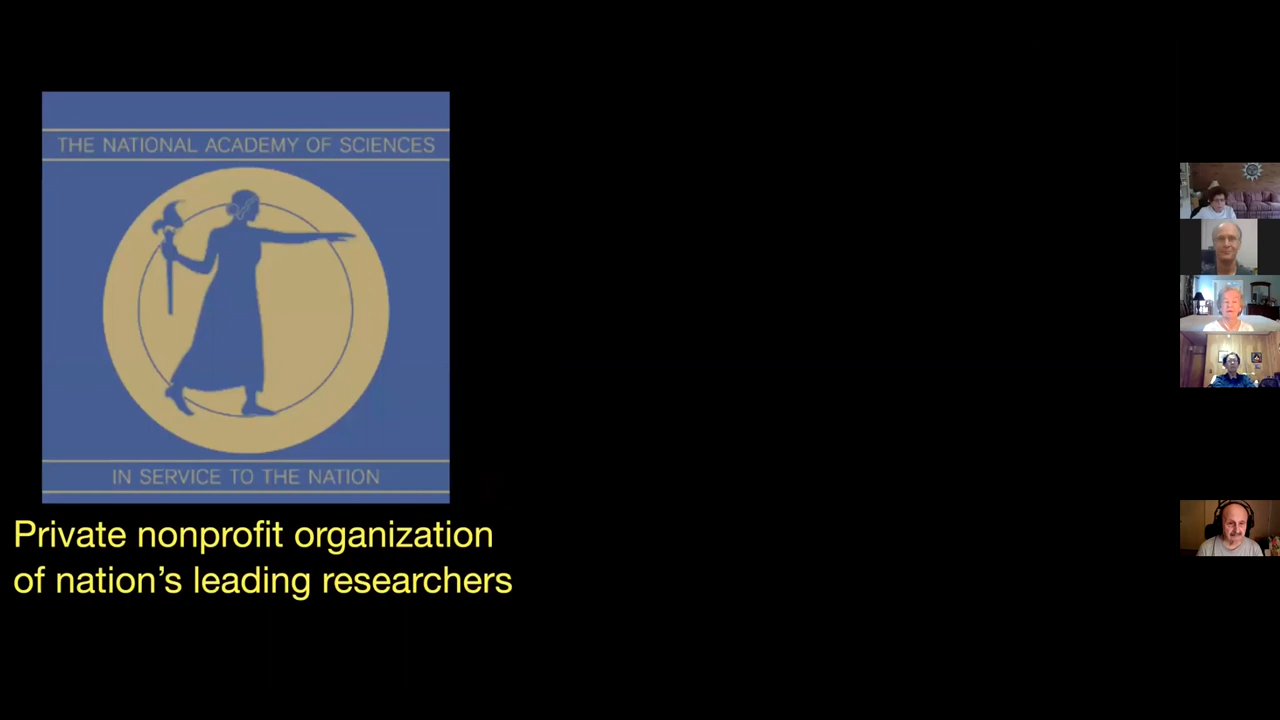 THE NATIONAL ACADEMY OF SCIENCES
IN SERVICE TO THE NATION
Private nonprofit organization
of nation's leading researchers